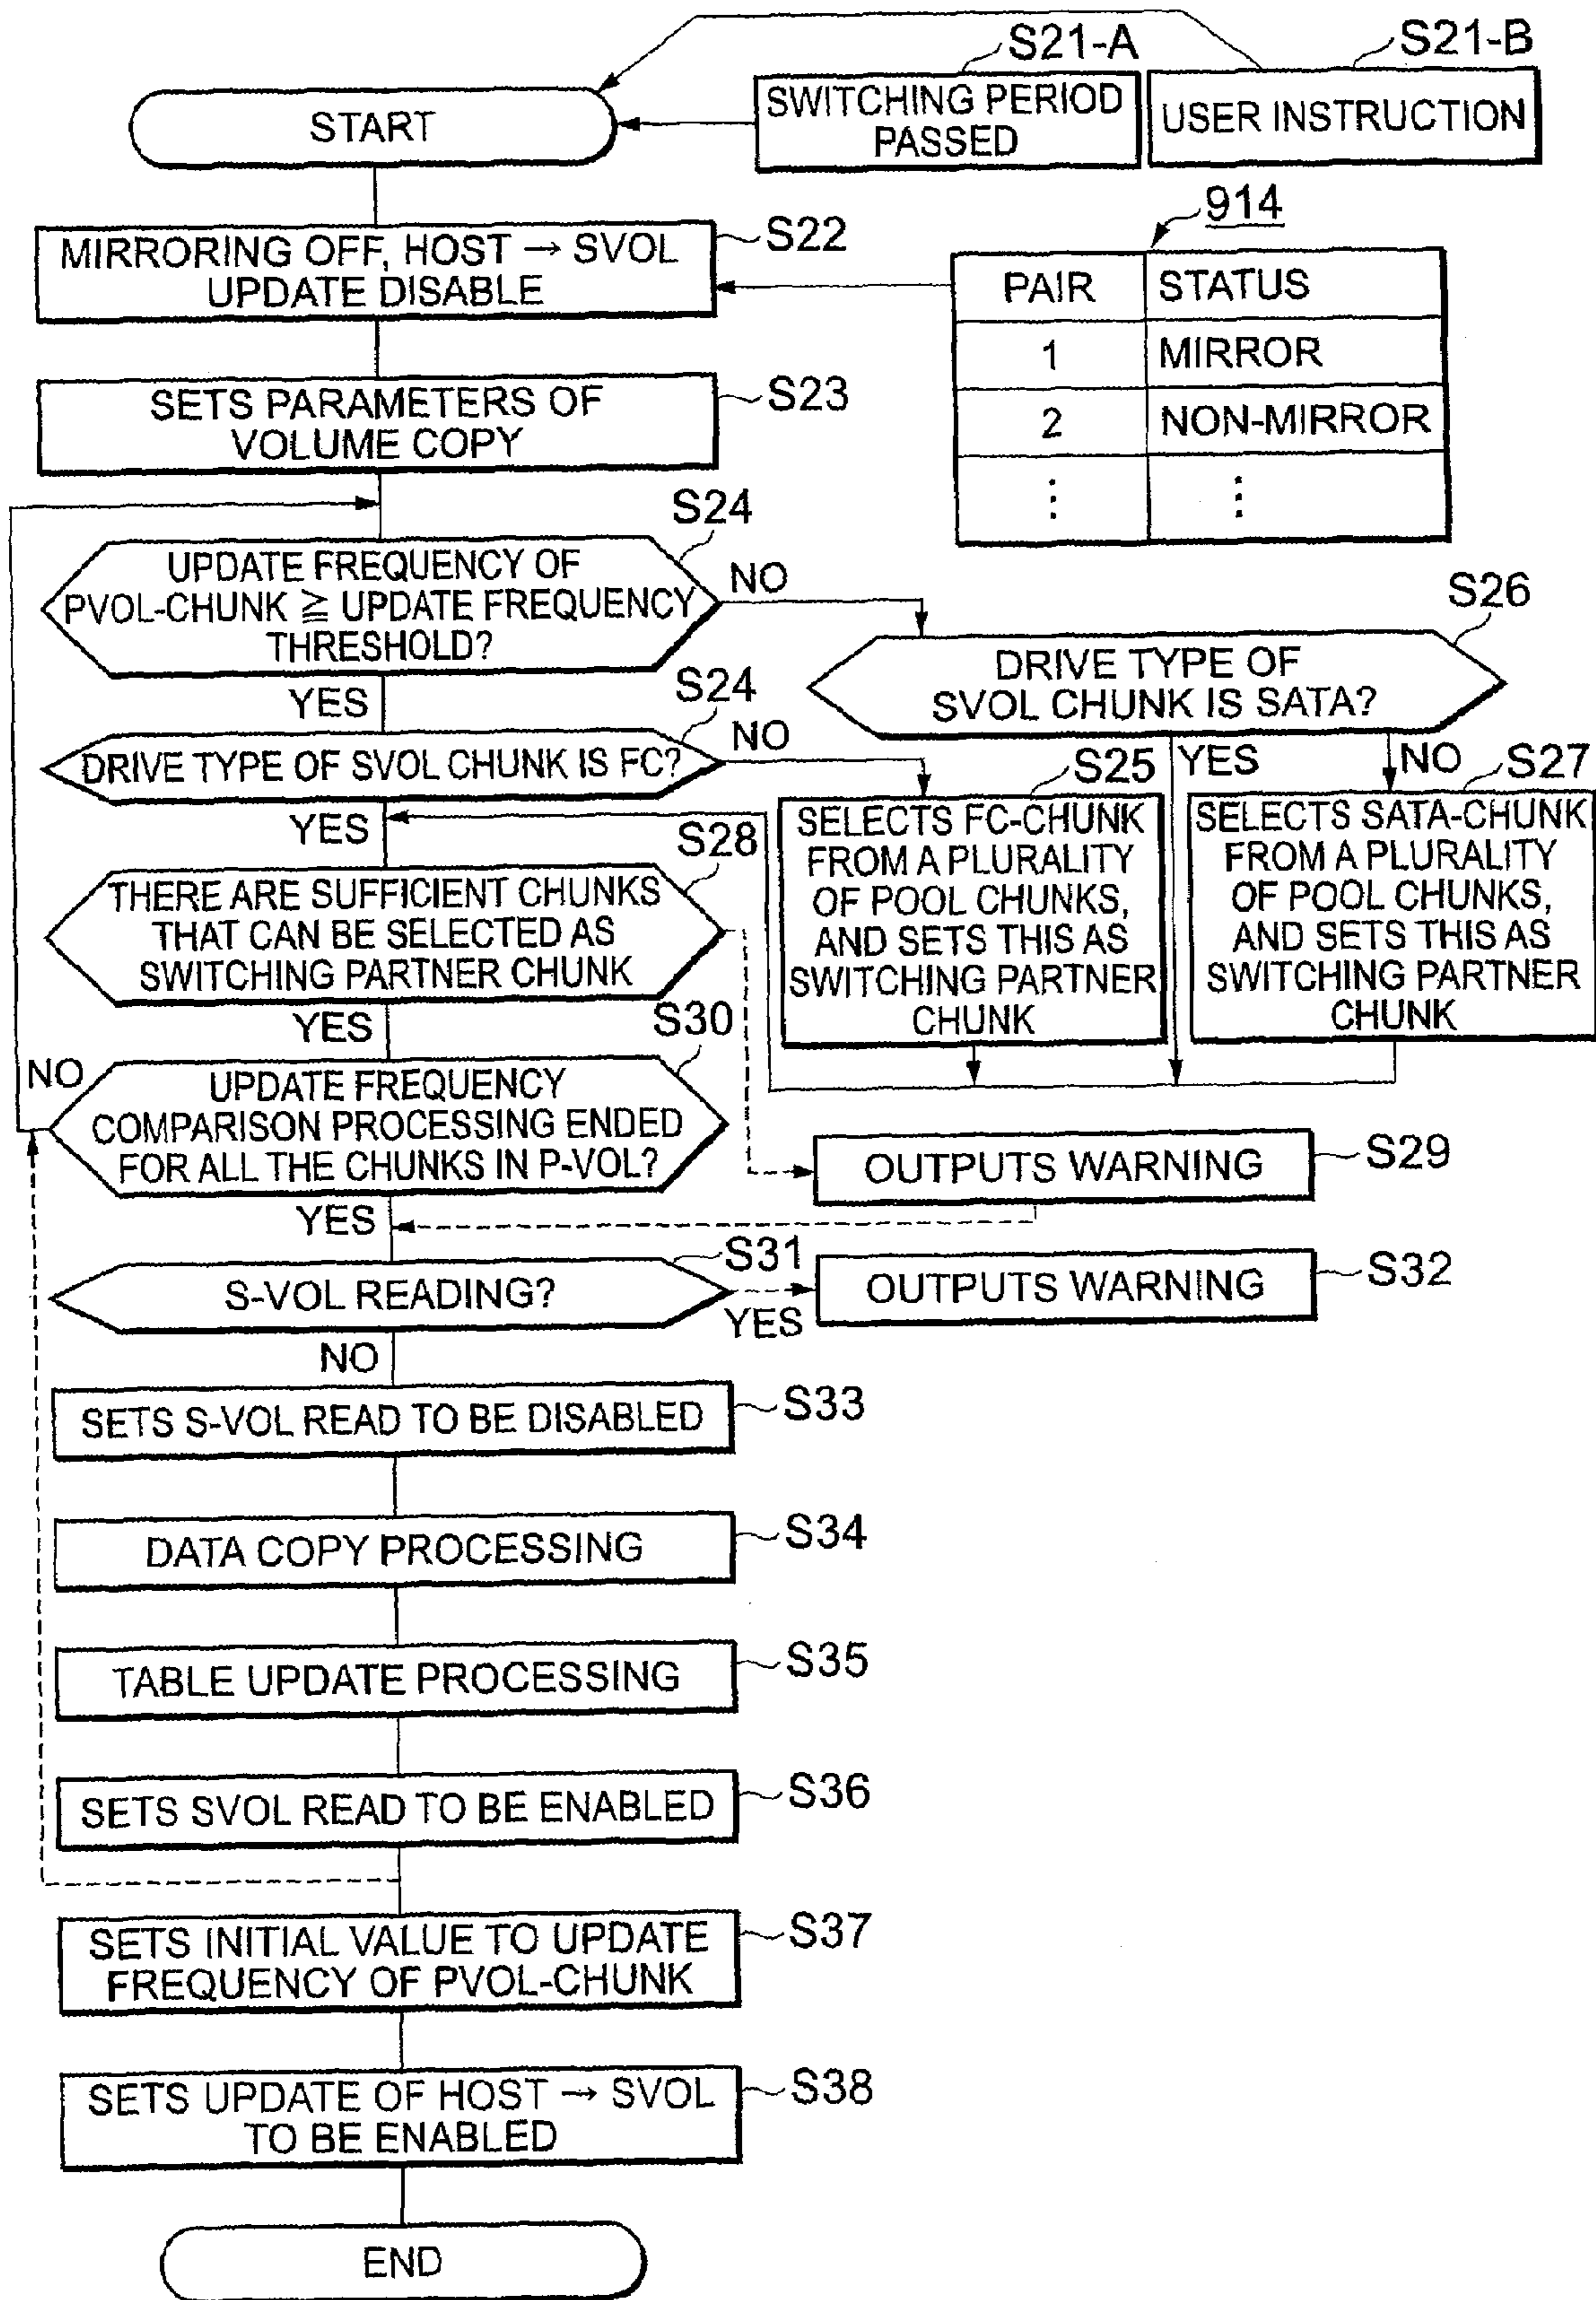 S21-A
S21-B
START
SWITCHING PERIOD
PASSED
USER INSTRUCTION
914
MIRRORING OFF, HOST → SVOL
UPDATE DISABLE
S22
PAIR STATUS
1 MIRROR
2 NON-MIRROR
⋮ ⋮
SETS PARAMETERS OF
VOLUME COPY
S23
S24
UPDATE FREQUENCY OF
PVOL-CHUNK ≧ UPDATE FREQUENCY
THRESHOLD?
NO
YES
S26
DRIVE TYPE OF
SVOL CHUNK IS SATA?
YES
NO
S24
DRIVE TYPE OF SVOL CHUNK IS FC?
NO
YES
S25
SELECTS FC-CHUNK
FROM A PLURALITY
OF POOL CHUNKS,
AND SETS THIS AS
SWITCHING PARTNER
CHUNK
S27
SELECTS SATA-CHUNK
FROM A PLURALITY
OF POOL CHUNKS,
AND SETS THIS AS
SWITCHING PARTNER
CHUNK
S28
THERE ARE SUFFICIENT CHUNKS
THAT CAN BE SELECTED AS
SWITCHING PARTNER CHUNK
YES
S30
NO
UPDATE FREQUENCY
COMPARISON PROCESSING ENDED
FOR ALL THE CHUNKS IN P-VOL?
YES
OUTPUTS WARNING
S29
S31
S-VOL READING?
YES
NO
OUTPUTS WARNING
S32
SETS S-VOL READ TO BE DISABLED
S33
DATA COPY PROCESSING
S34
TABLE UPDATE PROCESSING
S35
SETS SVOL READ TO BE ENABLED
S36
SETS INITIAL VALUE TO UPDATE
FREQUENCY OF PVOL-CHUNK
S37
SETS UPDATE OF HOST → SVOL
TO BE ENABLED
S38
END